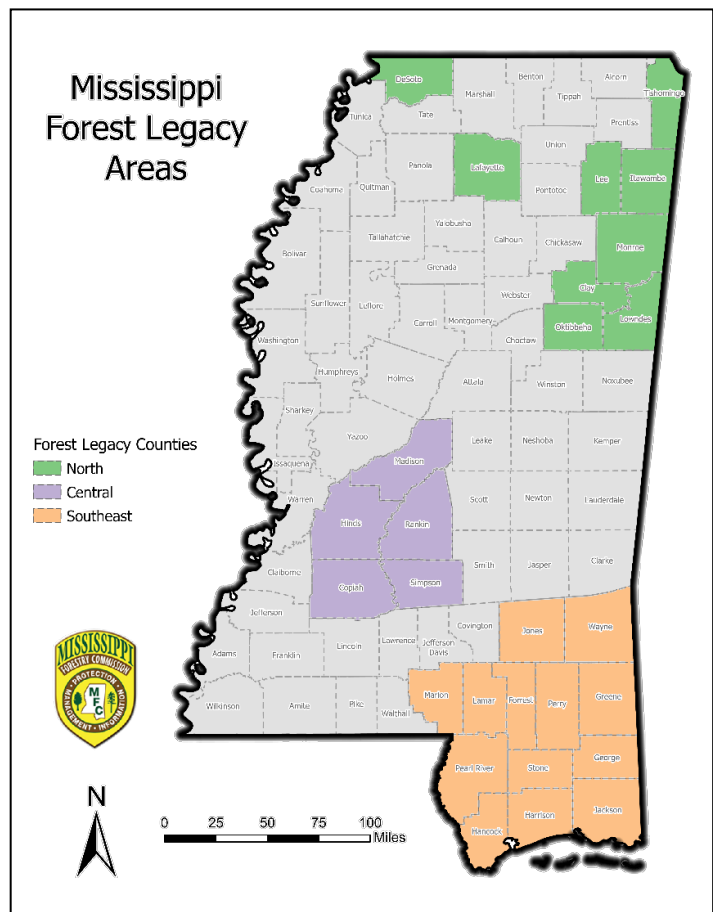 Mississippi
Forest Legacy
Areas
DeSoto
Benton
Alcorn
Marshall
Tippah
Tishomingo
Tunica
Tate
Prentiss
Union
Panola
Lafayette
Lee
Itawamba
Coahoma
Quitman
Pontotoc
Yalobusha
Tallahatchie
Calhoun
Chickasaw
Monroe
Bolivar
Grenada
Clay
Sunflower
Leflore
Webster
Carroll
Montgomery
Lowndes
Oktibbeha
Washington
Choctaw
Humphreys
Holmes
Attala
Winston
Noxubee
Sharkey
Yazoo
Leake
Neshoba
Kemper
Forest Legacy Counties
North
Central
Southeast
Issaquena
Madison
Warren
Scott
Newton
Lauderdale
Hinds
Rankin
Smith
Jasper
Clarke
Claiborne
Copiah
Simpson
Jefferson
Covington
Jones
Wayne
Lawrence
Jefferson
Davis
Lincoln
Adams
Franklin
Marion
Lamar
Forrest
Perry
Greene
Wilkinson
Amite
Pike
Walthall
George
Pearl River
Stone
Jackson
Harrison
Hancock
MISSISSIPPI
FORESTRY COMMISSION
PROTECTION
MANAGEMENT · INFORMATION
MFC
N
0 25 50 75 100
Miles